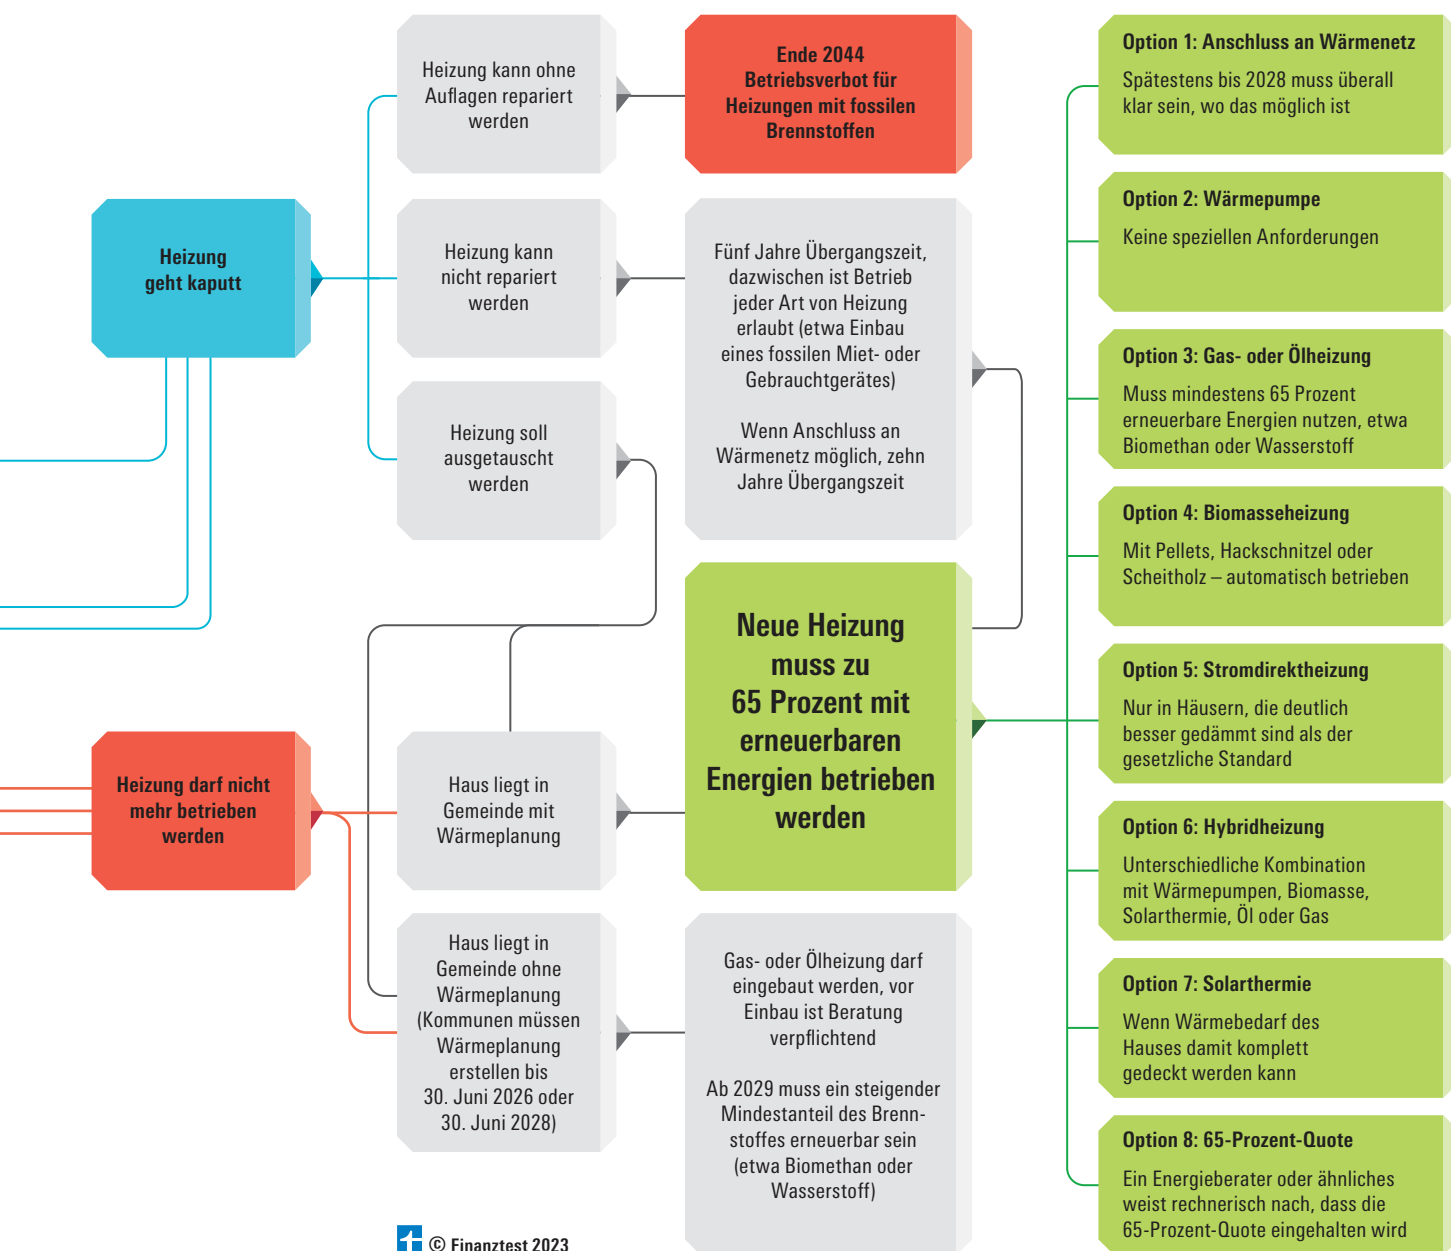 Heizung
geht kaputt
Heizung darf nicht
mehr betrieben
werden
Heizung kann ohne
Auflagen repariert
werden
Heizung kann
nicht repariert
werden
Heizung soll
ausgetauscht
werden
Haus liegt in
Gemeinde mit
Wärmeplanung
Haus liegt in
Gemeinde ohne
Wärmeplanung
(Kommunen müssen
Wärmeplanung
erstellen bis
30. Juni 2026 oder
30. Juni 2028)
Ende 2044
Betriebsverbot für
Heizungen mit fossilen
Brennstoffen
Fünf Jahre Übergangszeit,
dazwischen ist Betrieb
jeder Art von Heizung
erlaubt (etwa Einbau
eines fossilen Miet- oder
Gebrauchtgerätes)
Wenn Anschluss an
Wärmenetz möglich, zehn
Jahre Übergangszeit
Neue Heizung
muss zu
65 Prozent mit
erneuerbaren
Energien betrieben
werden
Gas- oder Ölheizung darf
eingebaut werden, vor
Einbau ist Beratung
verpflichtend
Ab 2029 muss ein steigender
Mindestanteil des Brenn-
stoffes erneuerbar sein
(etwa Biomethan oder
Wasserstoff)
Option 1: Anschluss an Wärmenetz
Spätestens bis 2028 muss überall
klar sein, wo das möglich ist
Option 2: Wärmepumpe
Keine speziellen Anforderungen
Option 3: Gas- oder Ölheizung
Muss mindestens 65 Prozent
erneuerbare Energien nutzen, etwa
Biomethan oder Wasserstoff
Option 4: Biomasseheizung
Mit Pellets, Hackschnitzel oder
Scheitholz – automatisch betrieben
Option 5: Stromdirektheizung
Nur in Häusern, die deutlich
besser gedämmt sind als der
gesetzliche Standard
Option 6: Hybridheizung
Unterschiedliche Kombination
mit Wärmepumpen, Biomasse,
Solarthermie, Öl oder Gas
Option 7: Solarthermie
Wenn Wärmebedarf des
Hauses damit komplett
gedeckt werden kann
Option 8: 65-Prozent-Quote
Ein Energieberater oder ähnliches
weist rechnerisch nach, dass die
65-Prozent-Quote eingehalten wird
© Finanztest 2023